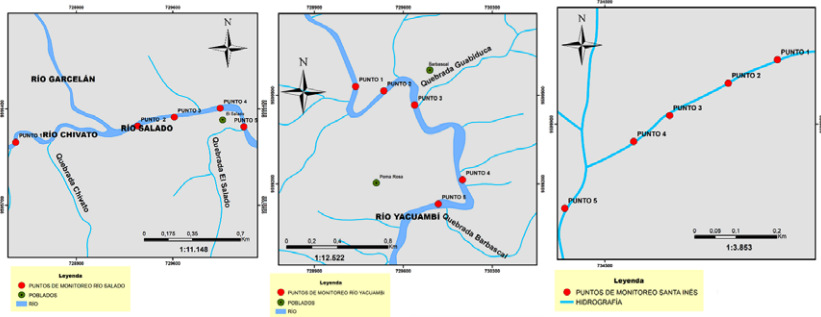 N
RÍO GARCELÁN
PUNTO 4
PUNTO 3
El Salado
PUNTO 1
RÍO CHIVATO
PUNTO 2
RÍO SALADO
PUNTO 5
Quebrada Chivato
Quebrada El Salado
0 0,175 0,35 0,7
Km
1:11.148
Leyenda
PUNTOS DE MONITOREO RÍO SALADO
POBLADOS
RÍO
N
Barbascal
Quebrada Guabiduca
PUNTO 1
PUNTO 2
PUNTO 3
PUNTO 4
Poma Rosa
PUNTO 5
RÍO YACUAMBÍ
Quebrada Barbascal
0 0,2 0,4 0,8
Km
1:12.522
Leyenda
PUNTOS DE MONITOREO RÍO YACUAMBI
POBLADOS
RÍO
N
PUNTO 1
PUNTO 2
PUNTO 3
PUNTO 4
PUNTO 5
0 0,05 0,1 0,2
Km
1:3.853
Leyenda
PUNTOS DE MONITOREO SANTA INÉS
HIDROGRAFÍA